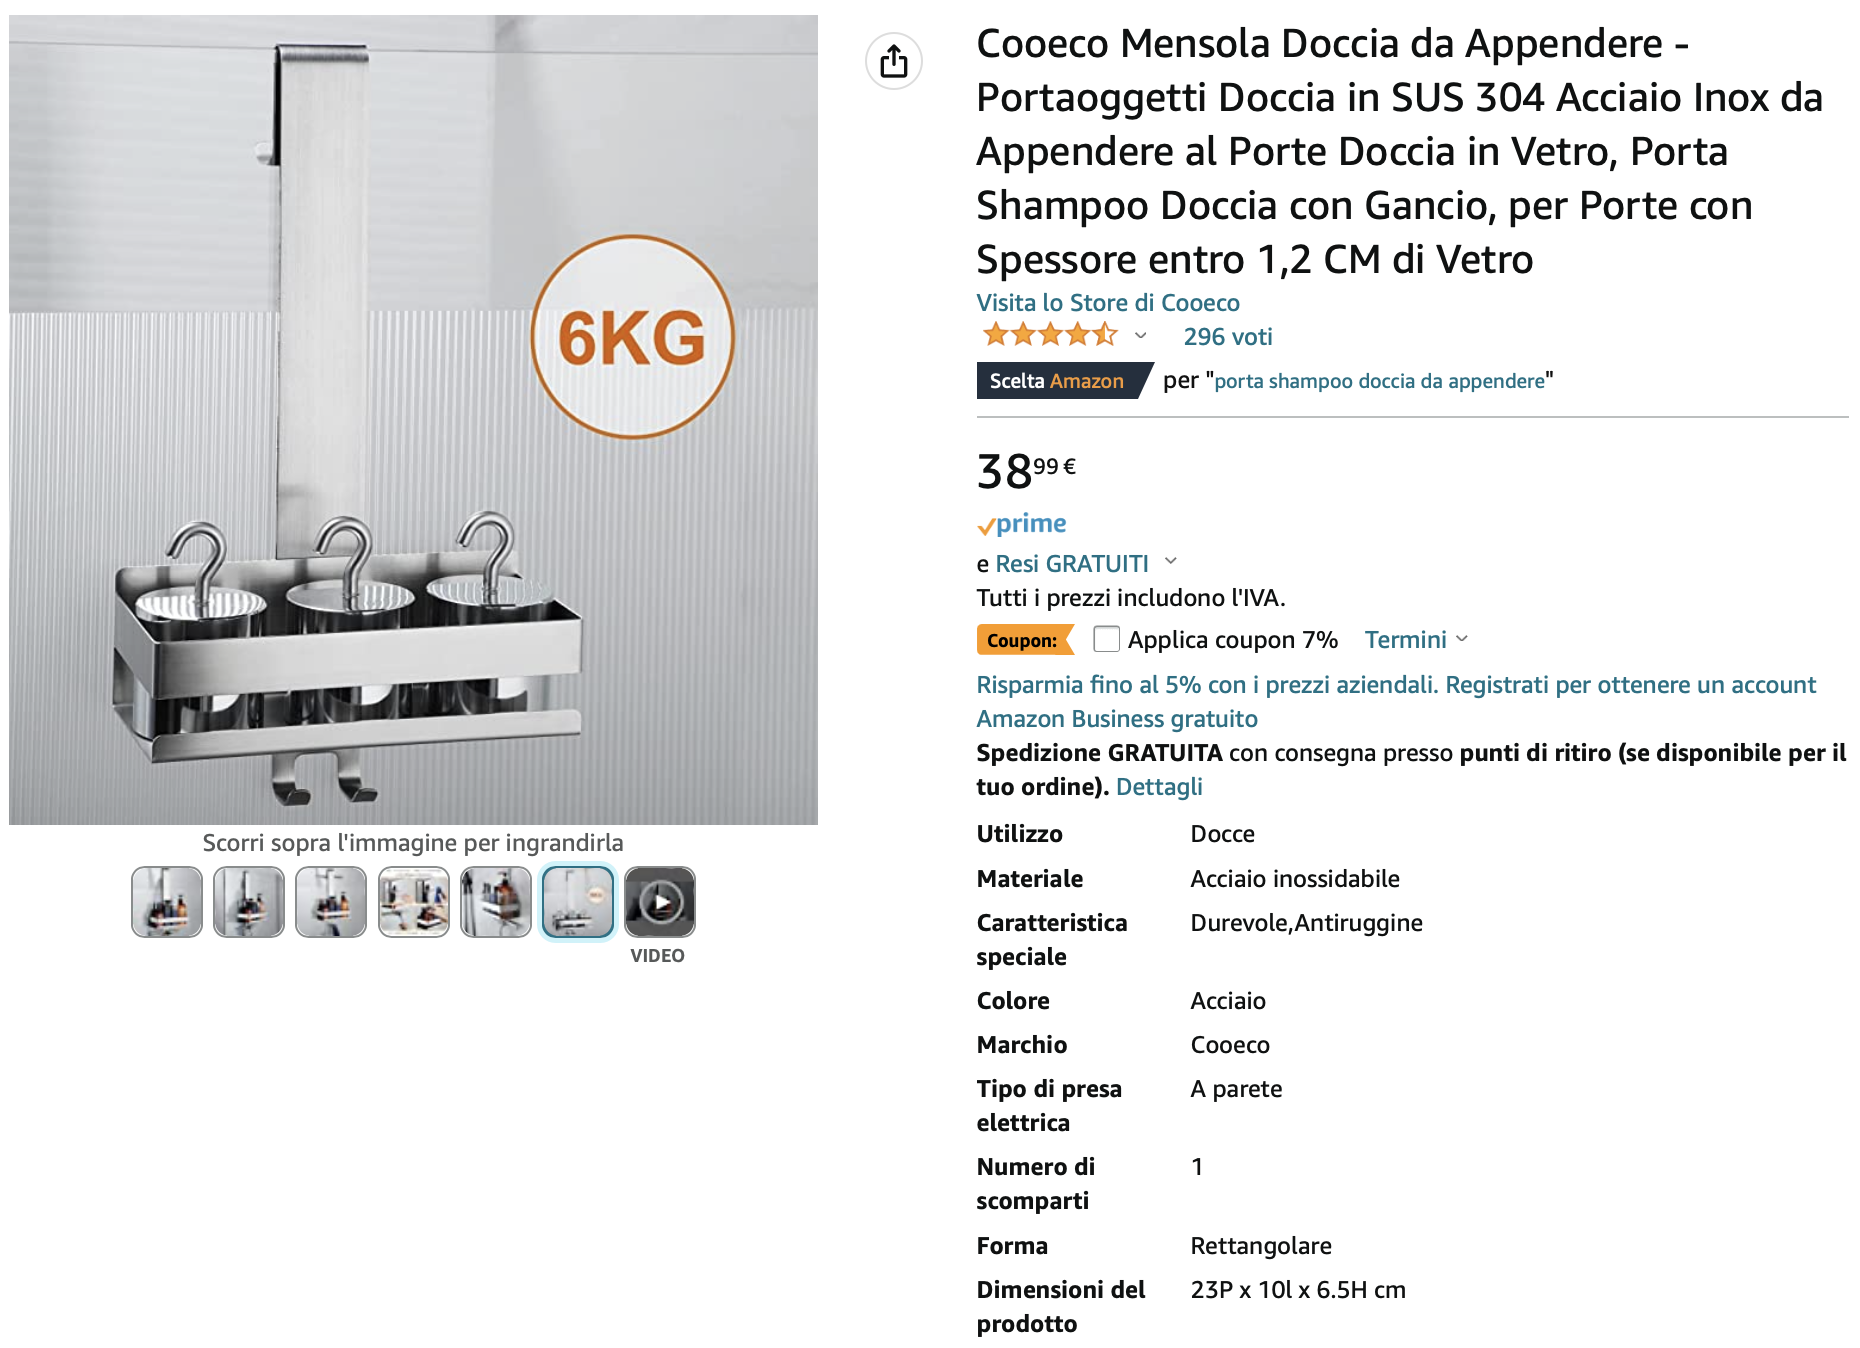 6KG
Scorri sopra l'immagine per ingrandirla
VIDEO
Cooeco Mensola Doccia da Appendere -
Portaoggetti Doccia in SUS 304 Acciaio Inox da
Appendere al Porte Doccia in Vetro, Porta
Shampoo Doccia con Gancio, per Porte con
Spessore entro 1,2 CM di Vetro
Visita lo Store di Cooeco
296 voti
Scelta Amazon per "porta shampoo doccia da appendere"
38 99 €
prime
e Resi GRATUITI
Tutti i prezzi includono l'IVA.
Coupon: Applica coupon 7% Termini
Risparmia fino al 5% con i prezzi aziendali. Registrati per ottenere un account
Amazon Business gratuito
Spedizione GRATUITA con consegna presso punti di ritiro (se disponibile per il
tuo ordine). Dettagli
Utilizzo Docce
Materiale Acciaio inossidabile
Caratteristica Durevole,Antiruggine
speciale
Colore Acciaio
Marchio Cooeco
Tipo di presa A parete
elettrica
Numero di 1
scomparti
Forma Rettangolare
Dimensioni del 23P x 10l x 6.5H cm
prodotto